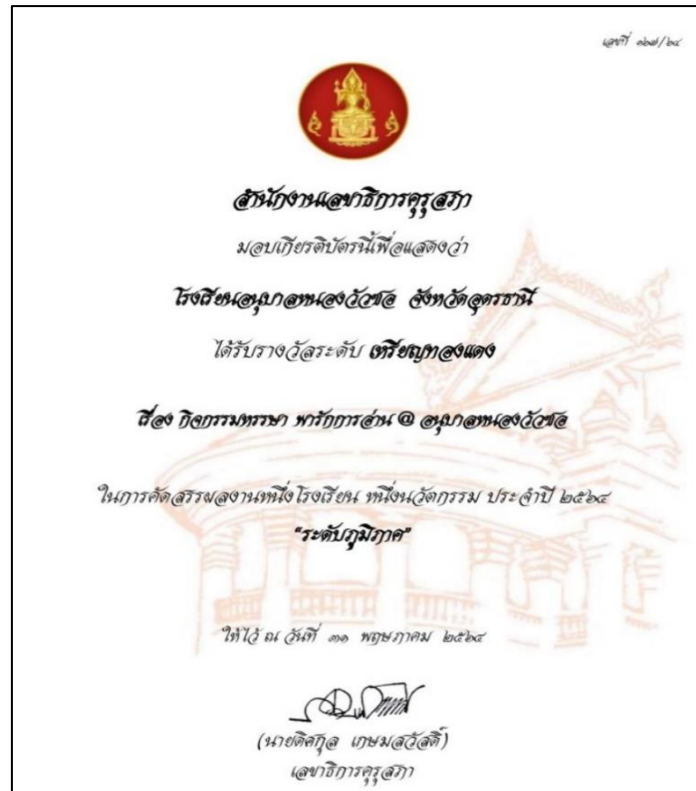 เลขที่ ๑๒๗/๖๔
สำนักงานเลขาธิการคุรุสภา
มอบเกียรติบัตรนี้เพื่อแสดงว่า
โรงเรียนอนุบาลหนองวัวซอ จังหวัดอุดรธานี
ได้รับรางวัลระดับ เหรียญทองแดง
เรื่อง กิจกรรมหรรษา พารักการอ่าน @ อนุบาลหนองวัวซอ
ในการคัดสรรผลงานหนึ่งโรงเรียน หนึ่งนวัตกรรม ประจำปี ๒๕๖๔
"ระดับภูมิภาค"
ให้ไว้ ณ วันที่ ๓๑ พฤษภาคม ๒๕๖๔
(นายดิศกุล เกษมสวัสดิ์)
เลขาธิการคุรุสภา